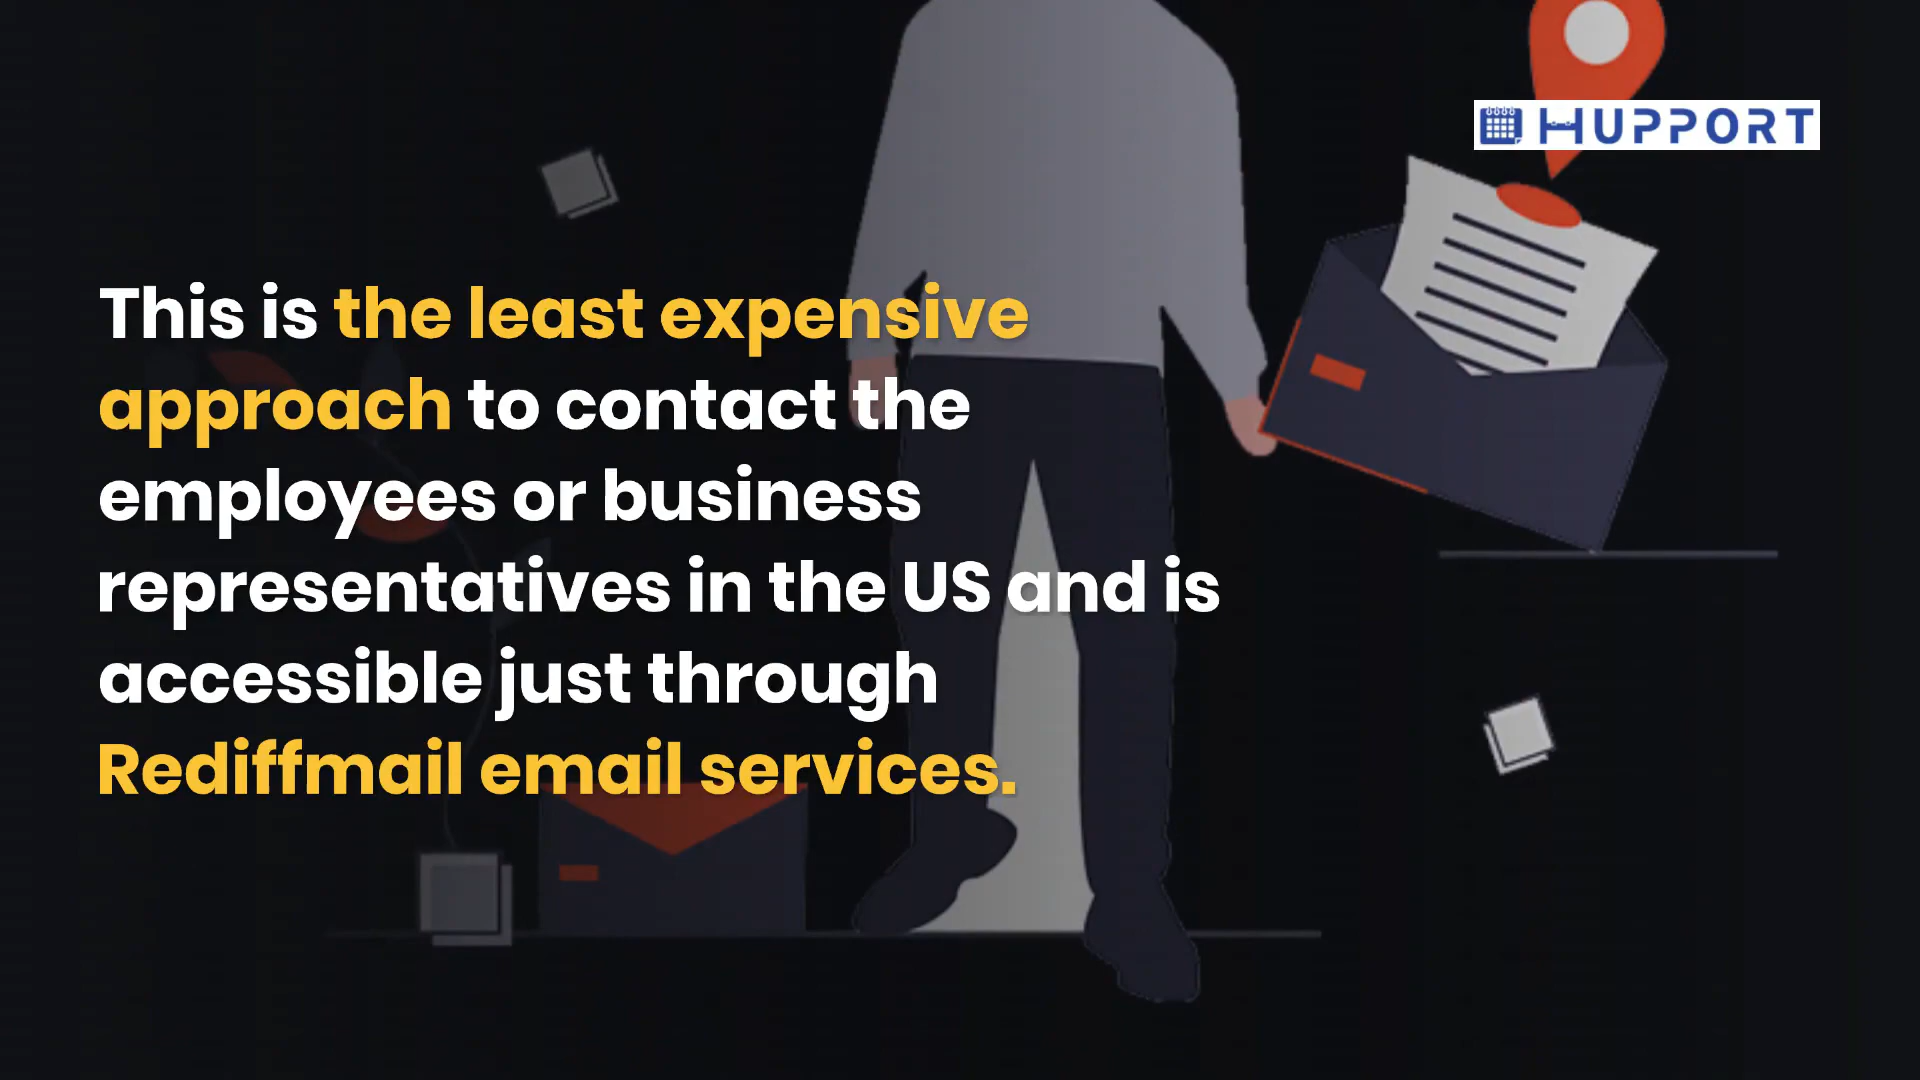 HUPPORT
This is the least expensive
approach to contact the
employees or business
representatives in the US and is
accessible just through
Rediffmail email services.